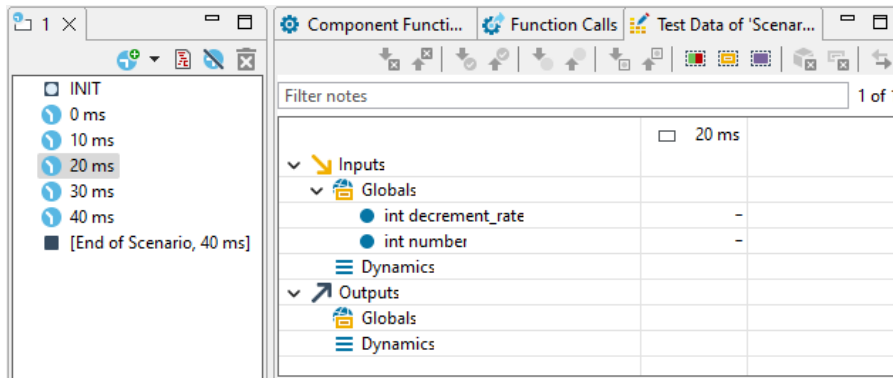 1
INIT
0 ms
10 ms
20 ms
30 ms
40 ms
[End of Scenario, 40 ms]
Component Functi... Function Calls Test Data of 'Scenar...
Filter notes 1 of
20 ms
Inputs
Globals
int decrement_rate -
int number -
Dynamics
Outputs
Globals
Dynamics